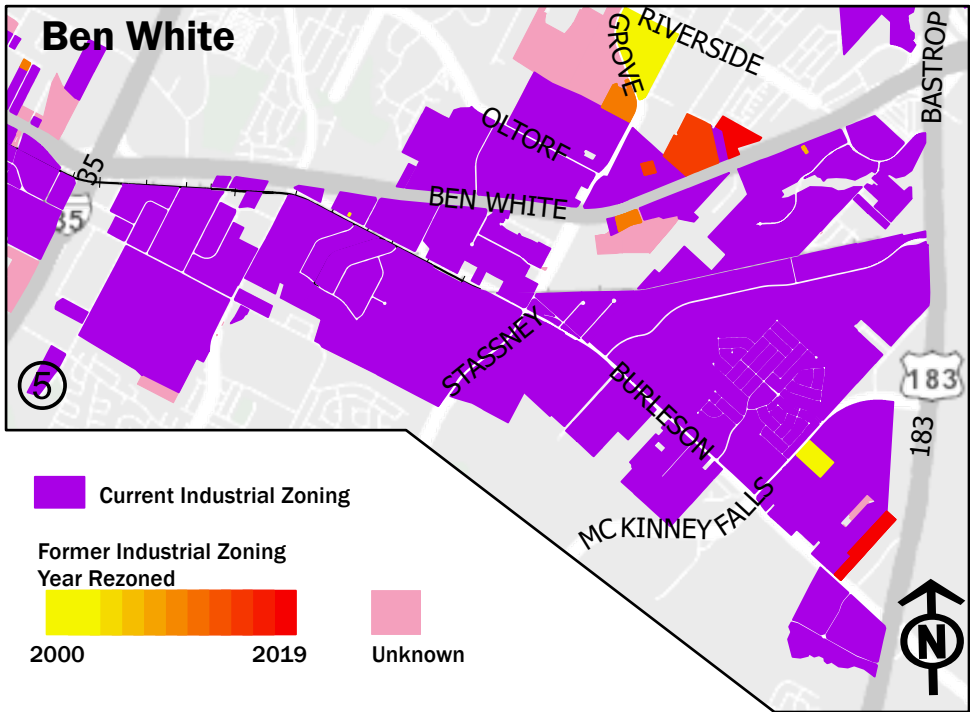 Ben White
RIVERSIDE
GROVE
BASTROP
OLTORF
35
BEN WHITE
35
STASSNEY
5
BURLESON
183
183
MC KINNEY FALLS
Current Industrial Zoning
Former Industrial Zoning
Year Rezoned
2000
2019
Unknown
N